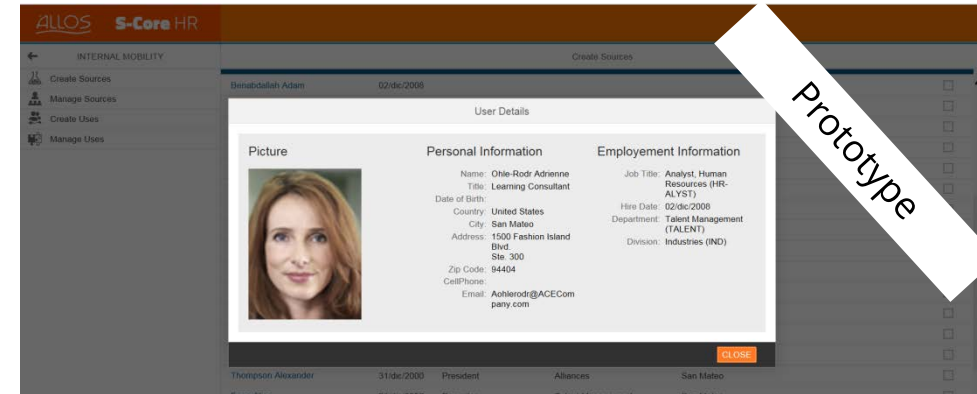 ALLOS S-Core HR
INTERNAL MOBILITY
Create Sources
Create Sources
Manage Sources
Create Uses
Manage Uses
Benabdallah Adam 02/dic/2008
User Details
Picture
Personal Information
Name: Ohle-Rodr Adrienne
Title: Learning Consultant
Date of Birth:
Country: United States
City: San Mateo
Address: 1500 Fashion Island
Blvd.
Ste. 300
Zip Code: 94404
CellPhone:
Email: Aohlerodr@ACECom
pany.com
Employement Information
Job Title: Analyst, Human
Resources (HR-
ALYST)
Hire Date: 02/dic/2008
Department: Talent Management
(TALENT)
Division: Industries (IND)
CLOSE
Thompson Alexander 31/dic/2000 President Alliances San Mateo
Prototype